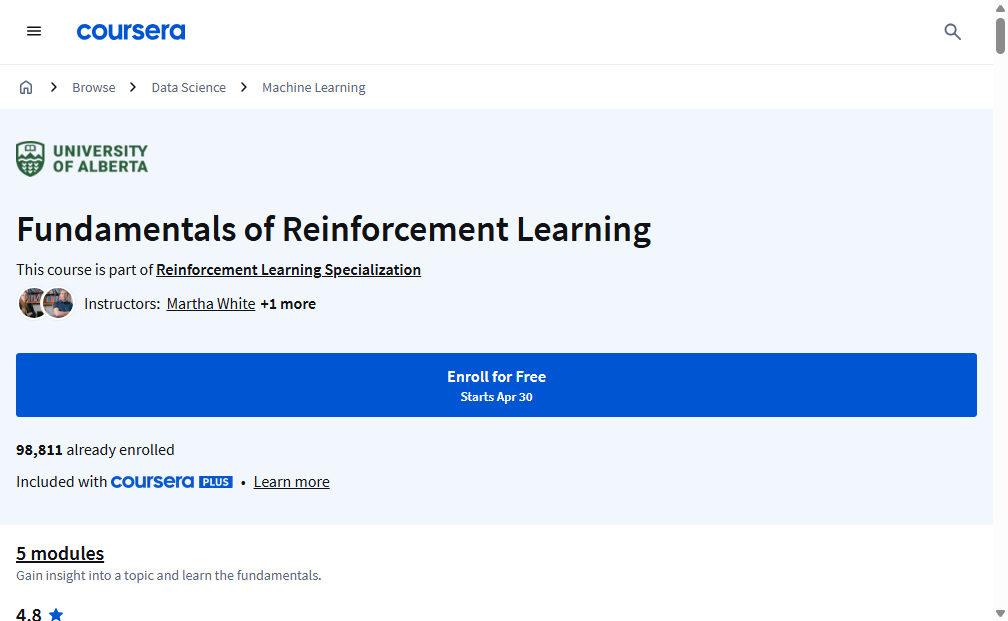 coursera
Browse
Data Science
Machine Learning
UNIVERSITY
OF ALBERTA
Fundamentals of Reinforcement Learning
This course is part of Reinforcement Learning Specialization
Instructors: Martha White +1 more
Enroll for Free
Starts Apr 30
98,811 already enrolled
Included with coursera PLUS • Learn more
5 modules
Gain insight into a topic and learn the fundamentals.
4.8